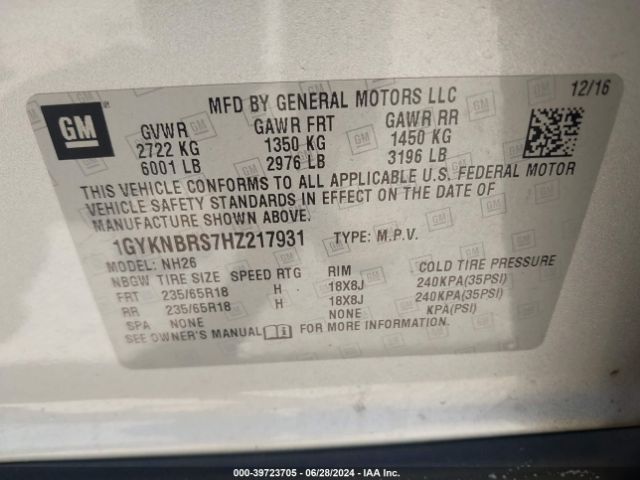 MFD BY GENERAL MOTORS LLC 12/16
GM
GVWR GAWR FRT GAWR RR
2722 KG 1350 KG 1450 KG
6001 LB 2976 LB 3196 LB
THIS VEHICLE CONFORMS TO ALL APPLICABLE U.S. FEDERAL MOTOR
VEHICLE SAFETY STANDARDS IN EFFECT ON THE DATE OF
MANUFACTURE SHOWN ABOVE.
1GYKNBRS7HZ217931 TYPE: M.P.V.
MODEL: NH26
NBGW TIRE SIZE SPEED RTG RIM COLD TIRE PRESSURE
FRT 235/65R18 H 18X8J 240KPA(35PSI)
RR 235/65R18 H 18X8J 240KPA(35PSI)
SPA NONE NONE KPA(PSI)
SEE OWNER'S MANUAL FOR MORE INFORMATION.
000-39723705 - 06/28/2024 - IAA Inc.